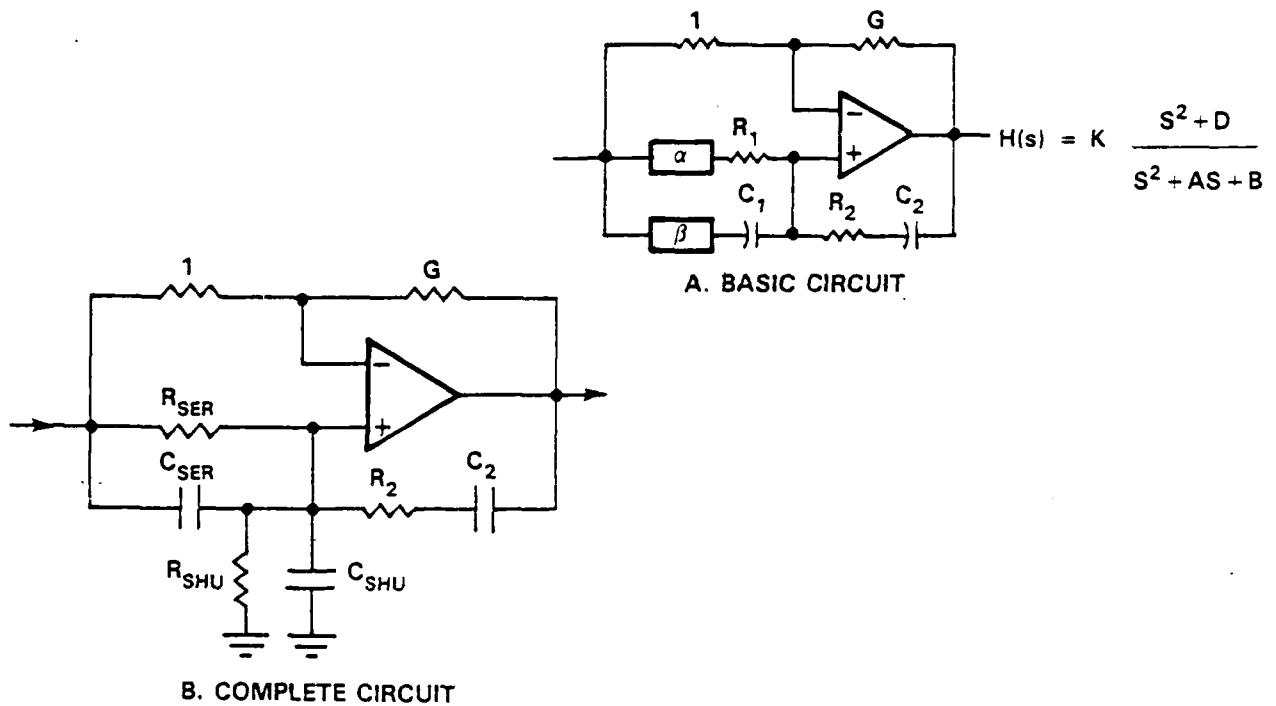 1
G
R1
α
−
+
H(s) = K (S² + D) / (S² + AS + B)
C1
R2
C2
β
A. BASIC CIRCUIT
1
G
RSER
−
+
CSER
R2
C2
RSHU
CSHU
B. COMPLETE CIRCUIT